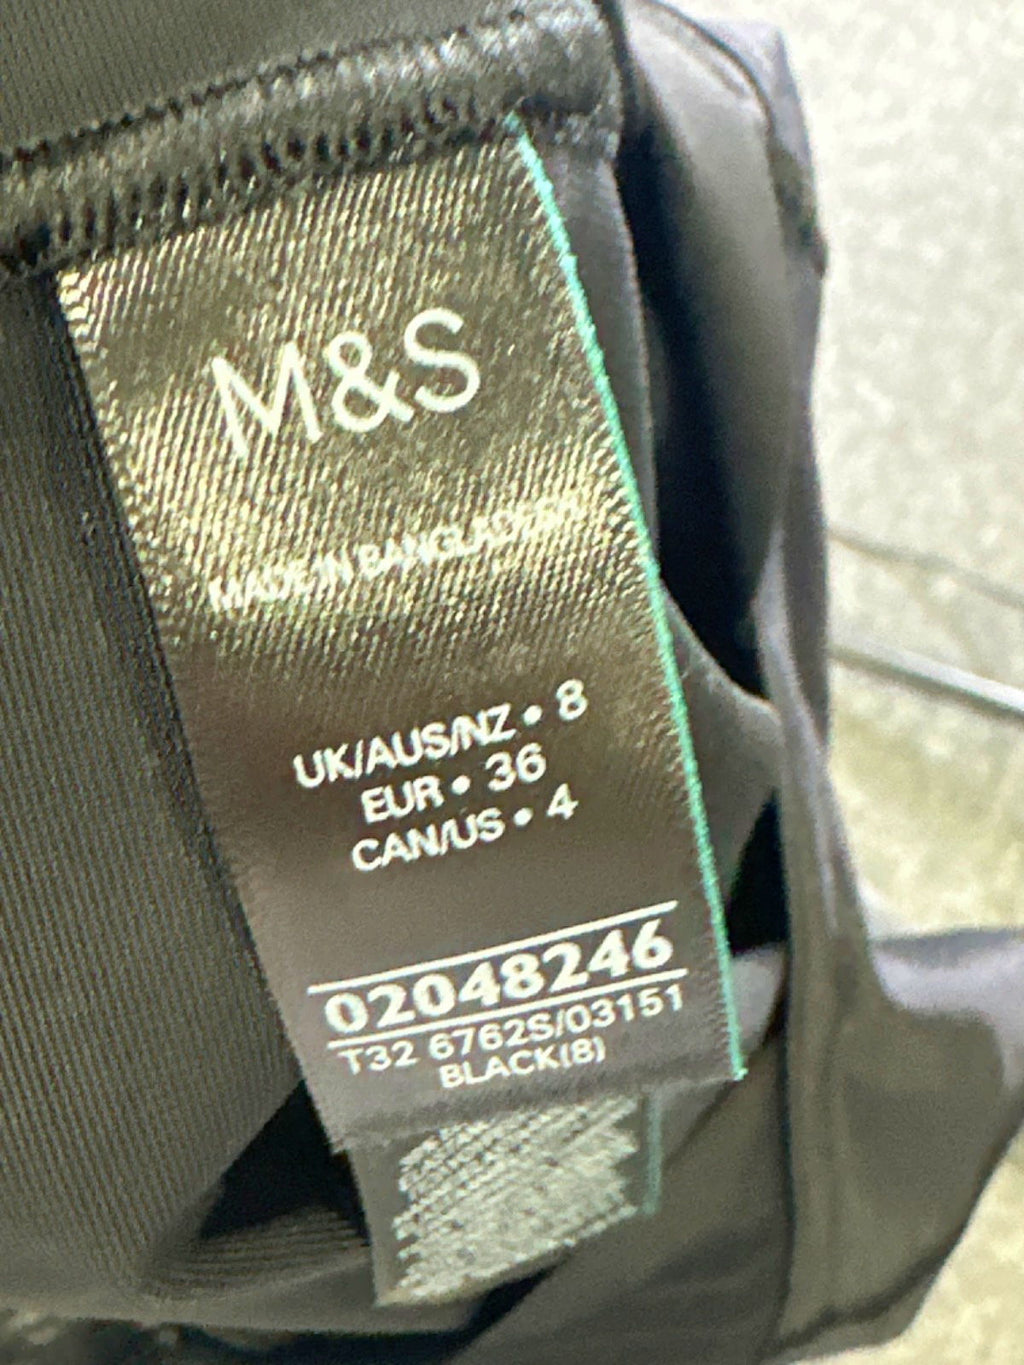 M&S
MADE IN BANGLADESH
UK/AUS/NZ • 8
EUR • 36
CAN/US • 4
02048246
T32 6762S/03151
BLACK(8)